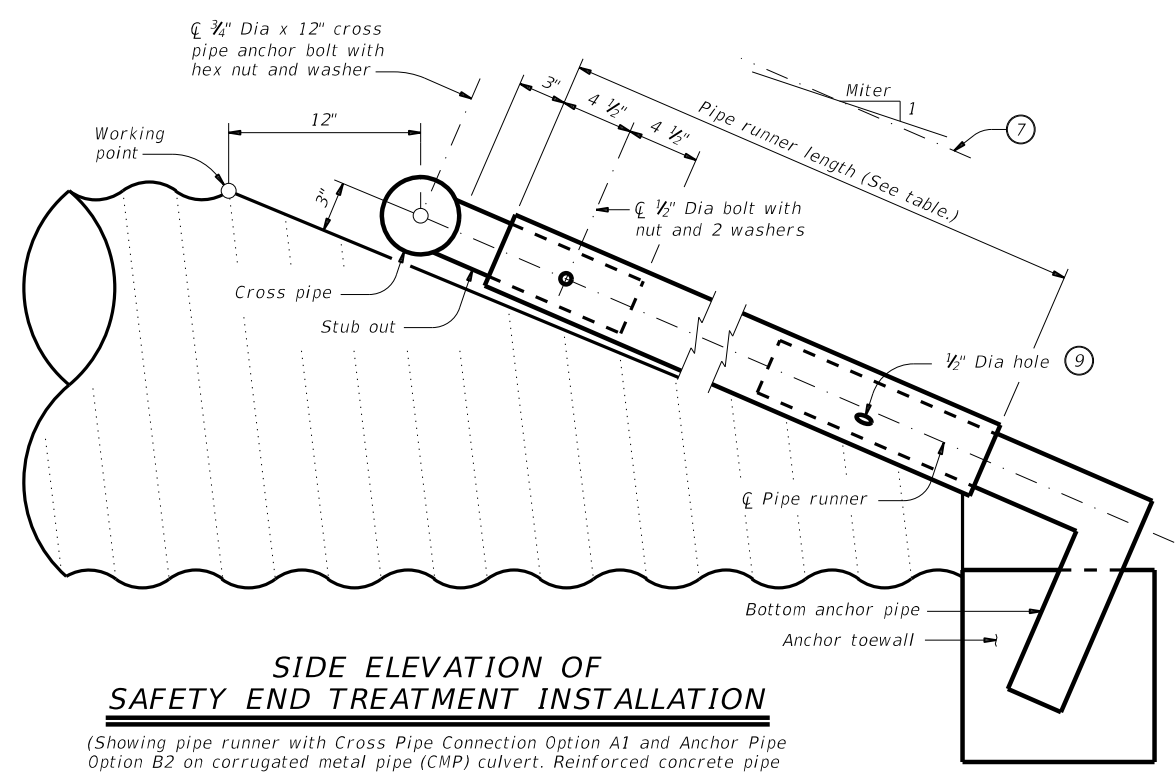 ℄ 3/4" Dia x 12" cross
pipe anchor bolt with
hex nut and washer
3"
4 1/2"
4 1/2"
Pipe runner length (See table.)
Miter
1
7
12"
Working
point
3"
℄ 1/2" Dia bolt with
nut and 2 washers
Cross pipe
Stub out
1/2" Dia hole
9
℄ Pipe runner
Bottom anchor pipe
Anchor toewall
SIDE ELEVATION OF
SAFETY END TREATMENT INSTALLATION
(Showing pipe runner with Cross Pipe Connection Option A1 and Anchor Pipe
Option B2 on corrugated metal pipe (CMP) culvert. Reinforced concrete pipe